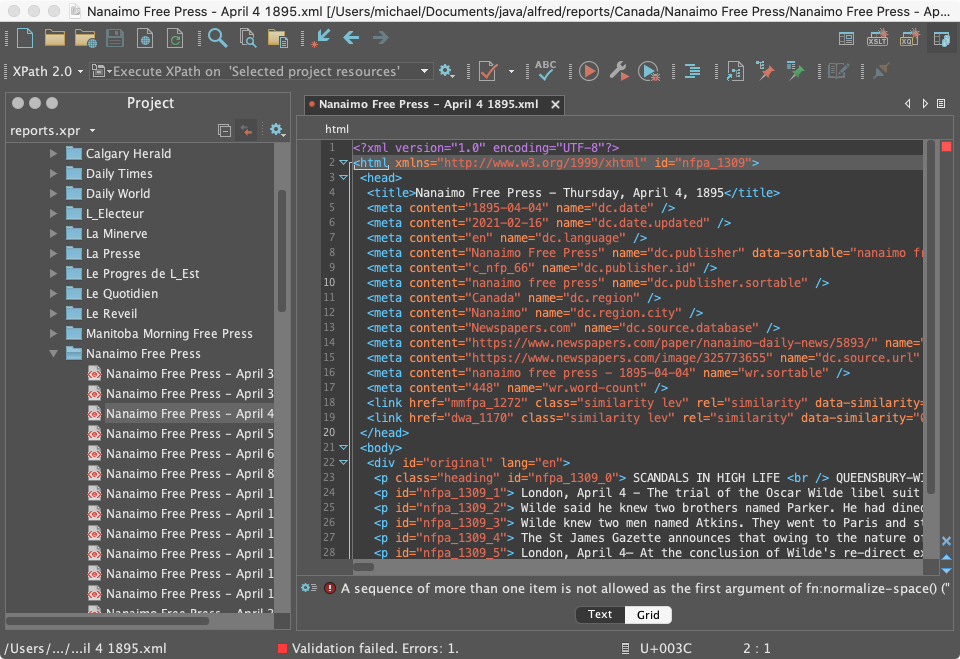 Nanaimo Free Press - April 4 1895.xml [/Users/michael/Documents/java/alfred/reports/Canada/Nanaimo Free Press/Nanaimo Free Press - Ap...
XPath 2.0
Execute XPath on 'Selected project resources'
ABC
XSLT
XQ
Project
reports.xpr
Calgary Herald
Daily Times
Daily World
L_Electeur
La Minerve
La Presse
Le Progres de L_Est
Le Quotidien
Le Reveil
Manitoba Morning Free Press
Nanaimo Free Press
Nanaimo Free Press - April 3
Nanaimo Free Press - April 3
Nanaimo Free Press - April 4
Nanaimo Free Press - April 5
Nanaimo Free Press - April 6
Nanaimo Free Press - April 8
Nanaimo Free Press - April 1
Nanaimo Free Press - April 1
Nanaimo Free Press - April 1
Nanaimo Free Press - April 1
Nanaimo Free Press - April 1
Nanaimo Free Press - April 1
Nanaimo Free Press - April 2
Nanaimo Free Press - April 4 1895.xml
html
1 <?xml version="1.0" encoding="UTF-8"?>
2 <html xmlns="http://www.w3.org/1999/xhtml" id="nfpa_1309">
3 <head>
4 <title>Nanaimo Free Press - Thursday, April 4, 1895</title>
5 <meta content="1895-04-04" name="dc.date" />
6 <meta content="2021-02-16" name="dc.date.updated" />
7 <meta content="en" name="dc.language" />
8 <meta content="Nanaimo Free Press" name="dc.publisher" data-sortable="nanaimo fr
9 <meta content="c_nfp_66" name="dc.publisher.id" />
10 <meta content="nanaimo free press" name="dc.publisher.sortable" />
11 <meta content="Canada" name="dc.region" />
12 <meta content="Nanaimo" name="dc.region.city" />
13 <meta content="Newspapers.com" name="dc.source.database" />
14 <meta content="https://www.newspapers.com/paper/nanaimo-daily-news/5893/" name=
15 <meta content="https://www.newspapers.com/image/325773655" name="dc.source.url"
16 <meta content="nanaimo free press - 1895-04-04" name="wr.sortable" />
17 <meta content="448" name="wr.word-count" />
18 <link href="mmfpa_1272" class="similarity lev" rel="similarity" data-similarity=
19 <link href="dwa_1170" class="similarity lev" rel="similarity" data-similarity="0
20 </head>
21 <body>
22 <div id="original" lang="en">
23 <p class="heading" id="nfpa_1309_0"> SCANDALS IN HIGH LIFE <br /> QUEENSBURY-WI
24 <p id="nfpa_1309_1"> London, April 4 - The trial of the Oscar Wilde libel suit
25 <p id="nfpa_1309_2"> Wilde said he knew two brothers named Parker. He had dined
26 <p id="nfpa_1309_3"> Wilde knew two men named Atkins. They went to Paris and st
27 <p id="nfpa_1309_4"> The St James Gazette announces that owing to the nature of
28 <p id="nfpa_1309_5"> London, April 4— At the conclusion of Wilde's re-direct ex
A sequence of more than one item is not allowed as the first argument of fn:normalize-space() ("
Text
Grid
/Users/.../...il 4 1895.xml
Validation failed. Errors: 1.
U+003C
2 : 1